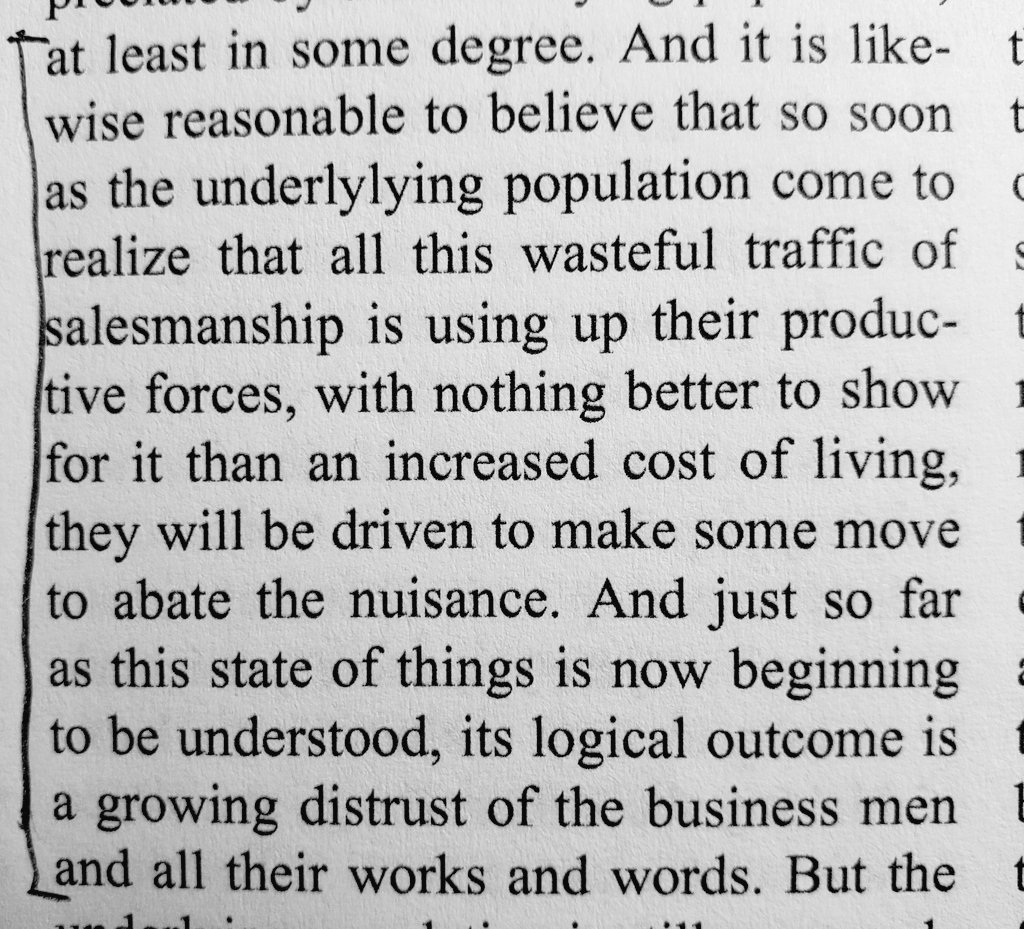 at least in some degree. And it is like-
wise reasonable to believe that so soon
as the underlylying population come to
realize that all this wasteful traffic of
salesmanship is using up their produc-
tive forces, with nothing better to show
for it than an increased cost of living,
they will be driven to make some move
to abate the nuisance. And just so far
as this state of things is now beginning
to be understood, its logical outcome is
a growing distrust of the business men
and all their works and words. But the